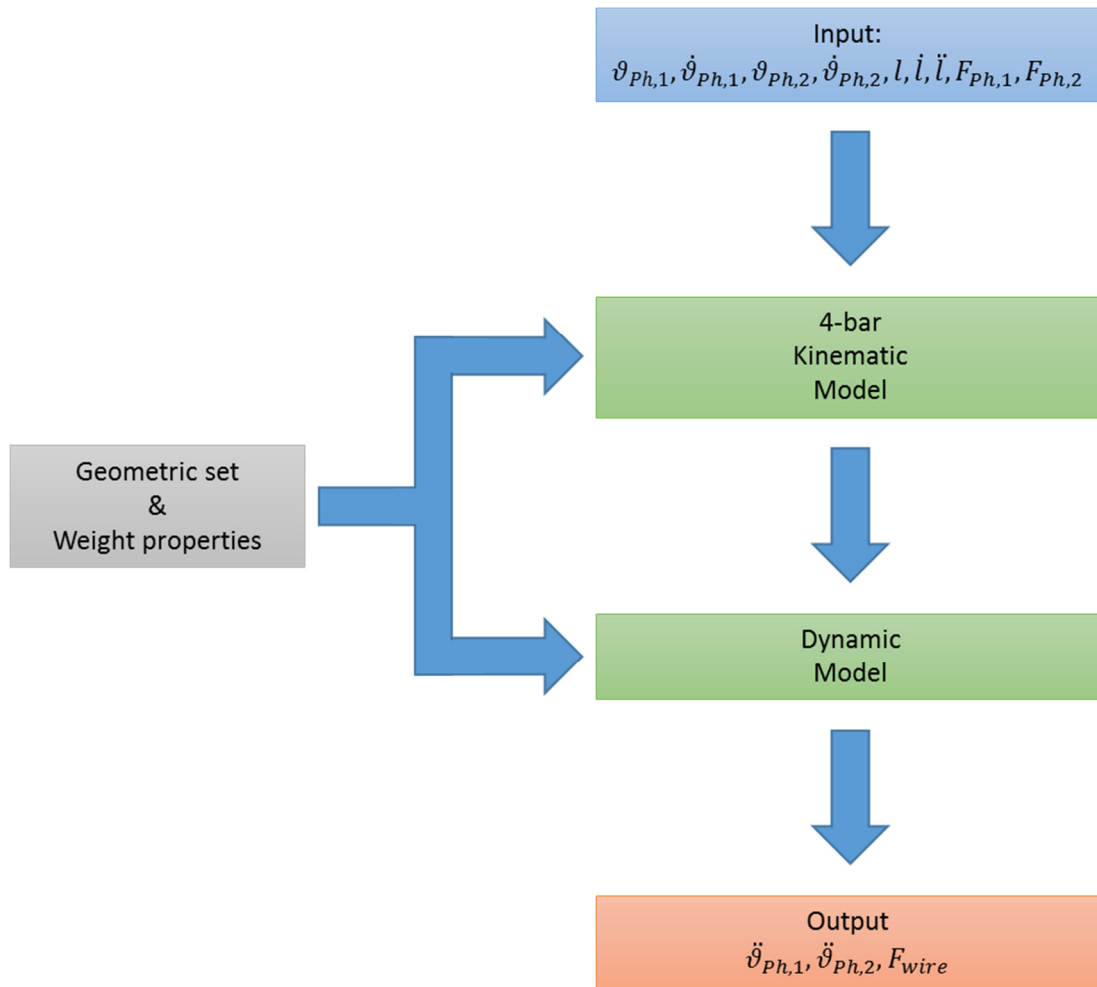 Input:
𝜗_{Ph,1}, 𝜗̇_{Ph,1}, 𝜗_{Ph,2}, 𝜗̇_{Ph,2}, l, l̇, l̈, F_{Ph,1}, F_{Ph,2}
4-bar
Kinematic
Model
Geometric set
&
Weight properties
Dynamic
Model
Output
𝜗̈_{Ph,1}, 𝜗̈_{Ph,2}, F_{wire}